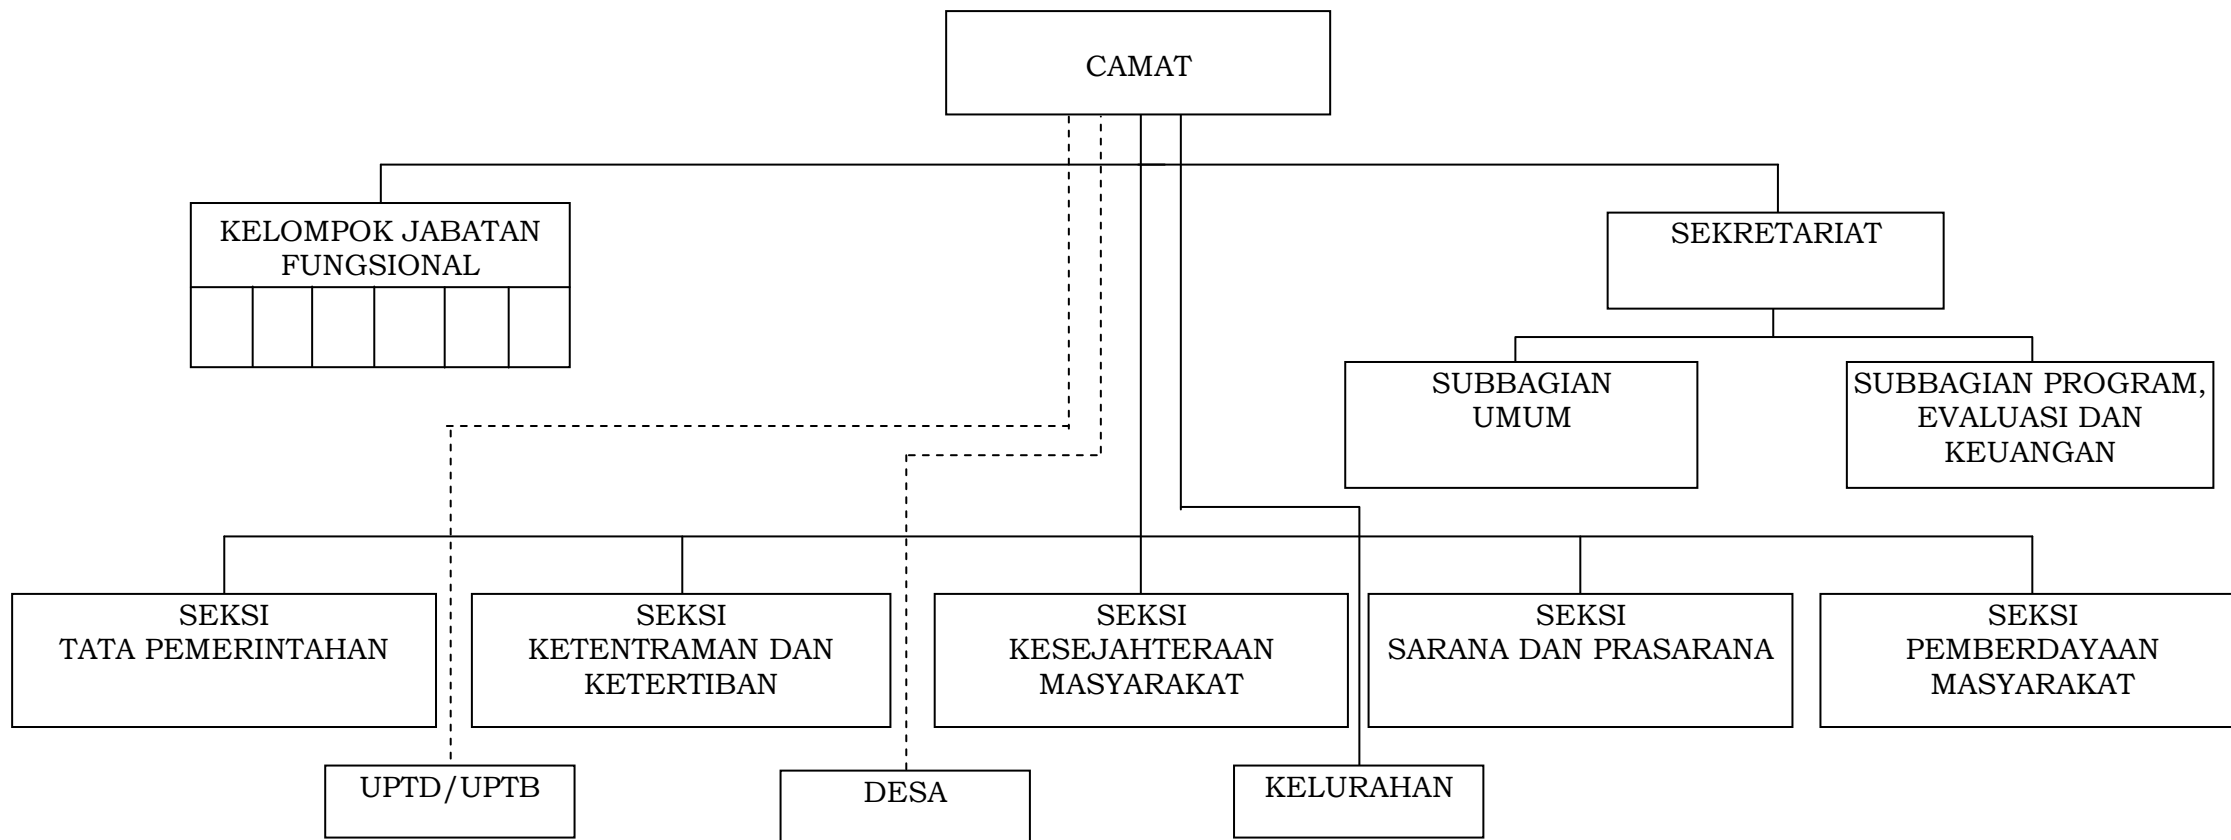 CAMAT
KELOMPOK JABATAN
FUNGSIONAL
SEKRETARIAT
SUBBAGIAN
UMUM
SUBBAGIAN PROGRAM,
EVALUASI DAN
KEUANGAN
SEKSI
TATA PEMERINTAHAN
SEKSI
KETENTRAMAN DAN
KETERTIBAN
SEKSI
KESEJAHTERAAN
MASYARAKAT
SEKSI
SARANA DAN PRASARANA
SEKSI
PEMBERDAYAAN
MASYARAKAT
UPTD/UPTB
DESA
KELURAHAN